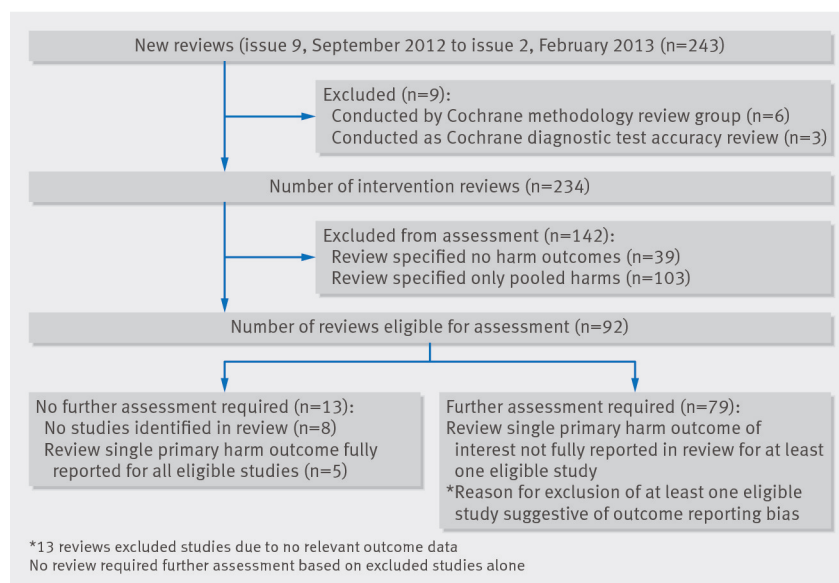 New reviews (issue 9, September 2012 to issue 2, February 2013 (n=243)
Excluded (n=9):
Conducted by Cochrane methodology review group (n=6)
Conducted as Cochrane diagnostic test accuracy review (n=3)
Number of intervention reviews (n=234)
Excluded from assessment (n=142):
Review specified no harm outcomes (n=39)
Review specified only pooled harms (n=103)
Number of reviews eligible for assessment (n=92)
No further assessment required (n=13):
No studies identified in review (n=8)
Review single primary harm outcome fully
reported for all eligible studies (n=5)
Further assessment required (n=79):
Review single primary harm outcome of
interest not fully reported in review for at least
one eligible study
*Reason for exclusion of at least one eligible
study suggestive of outcome reporting bias
*13 reviews excluded studies due to no relevant outcome data
No review required further assessment based on excluded studies alone